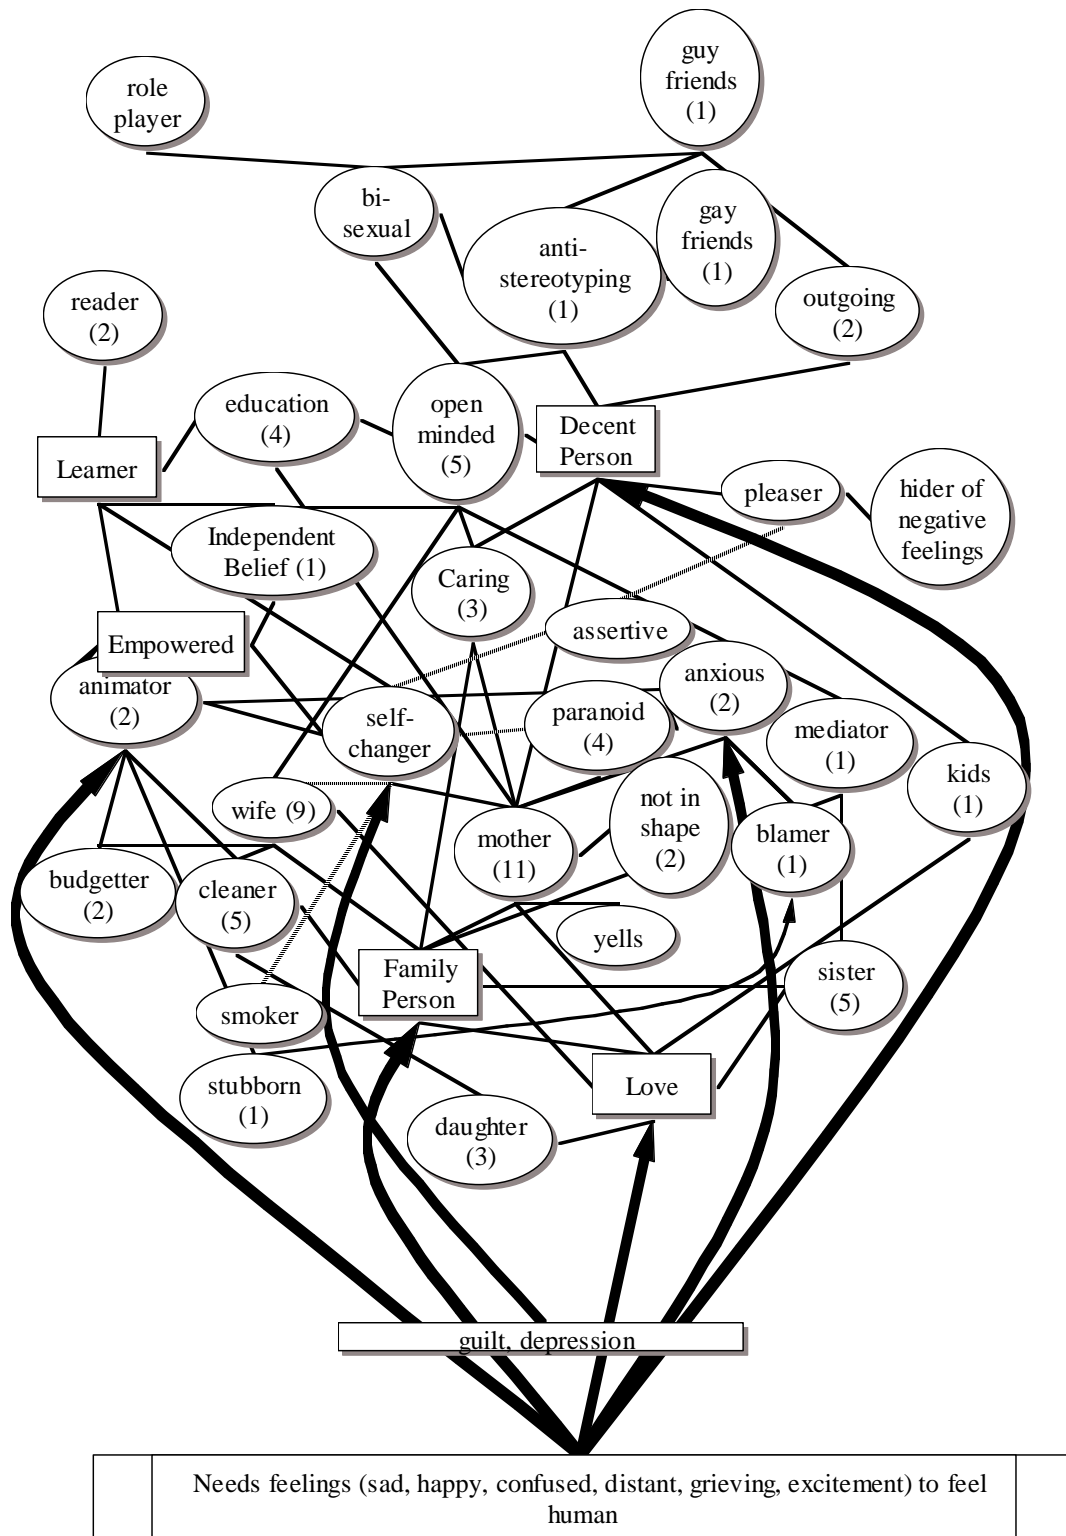 guy
friends
(1)
role
player
bi-
sexual
gay
friends
(1)
anti-
stereotyping
(1)
outgoing
(2)
reader
(2)
education
(4)
open
minded
(5)
Decent
Person
Learner
pleaser
hider of
negative
feelings
Independent
Belief (1)
Caring
(3)
assertive
Empowered
animator
(2)
anxious
(2)
self-
changer
paranoid
(4)
mediator
(1)
kids
(1)
wife (9)
not in
shape
(2)
mother
(11)
blamer
(1)
budgetter
(2)
cleaner
(5)
yells
Family
Person
sister
(5)
smoker
stubborn
(1)
Love
daughter
(3)
guilt, depression
Needs feelings (sad, happy, confused, distant, grieving, excitement) to feel
human